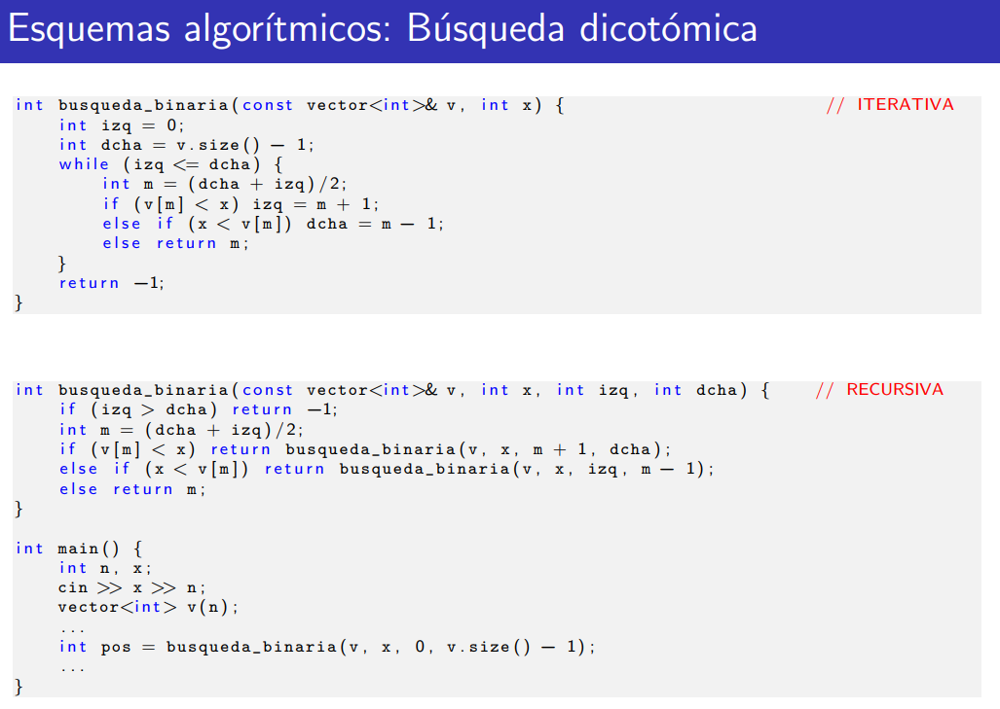 Esquemas algorítmicos: Búsqueda dicotómica
int busqueda_binaria(const vector<int>& v, int x) { // ITERATIVA
    int izq = 0;
    int dcha = v.size() − 1;
    while (izq <= dcha) {
        int m = (dcha + izq)/2;
        if (v[m] < x) izq = m + 1;
        else if (x < v[m]) dcha = m − 1;
        else return m;
    }
    return −1;
}
int busqueda_binaria(const vector<int>& v, int x, int izq, int dcha) { // RECURSIVA
    if (izq > dcha) return −1;
    int m = (dcha + izq)/2;
    if (v[m] < x) return busqueda_binaria(v, x, m + 1, dcha);
    else if (x < v[m]) return busqueda_binaria(v, x, izq, m − 1);
    else return m;
}
int main() {
    int n, x;
    cin >> x >> n;
    vector<int> v(n);
    ...
    int pos = busqueda_binaria(v, x, 0, v.size() − 1);
    ...
}